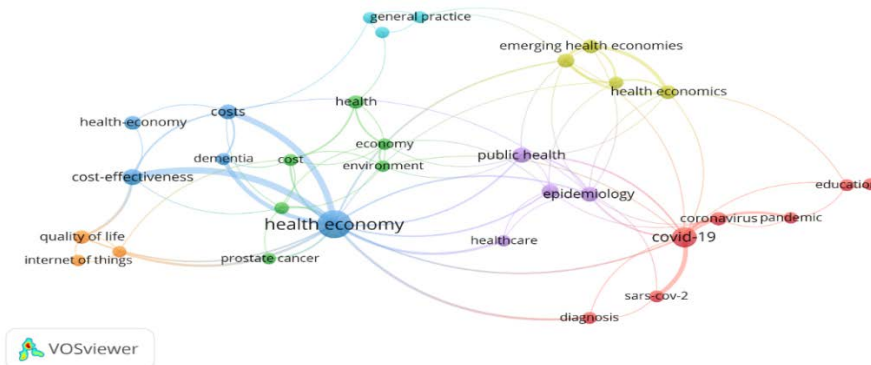 general practice
emerging health economies
health economics
health
costs
health-economy
economy
dementia
cost
environment
public health
cost-effectiveness
education
epidemiology
coronavirus
pandemic
health economy
quality of life
covid-19
healthcare
internet of things
prostate cancer
sars-cov-2
diagnosis
VOSviewer